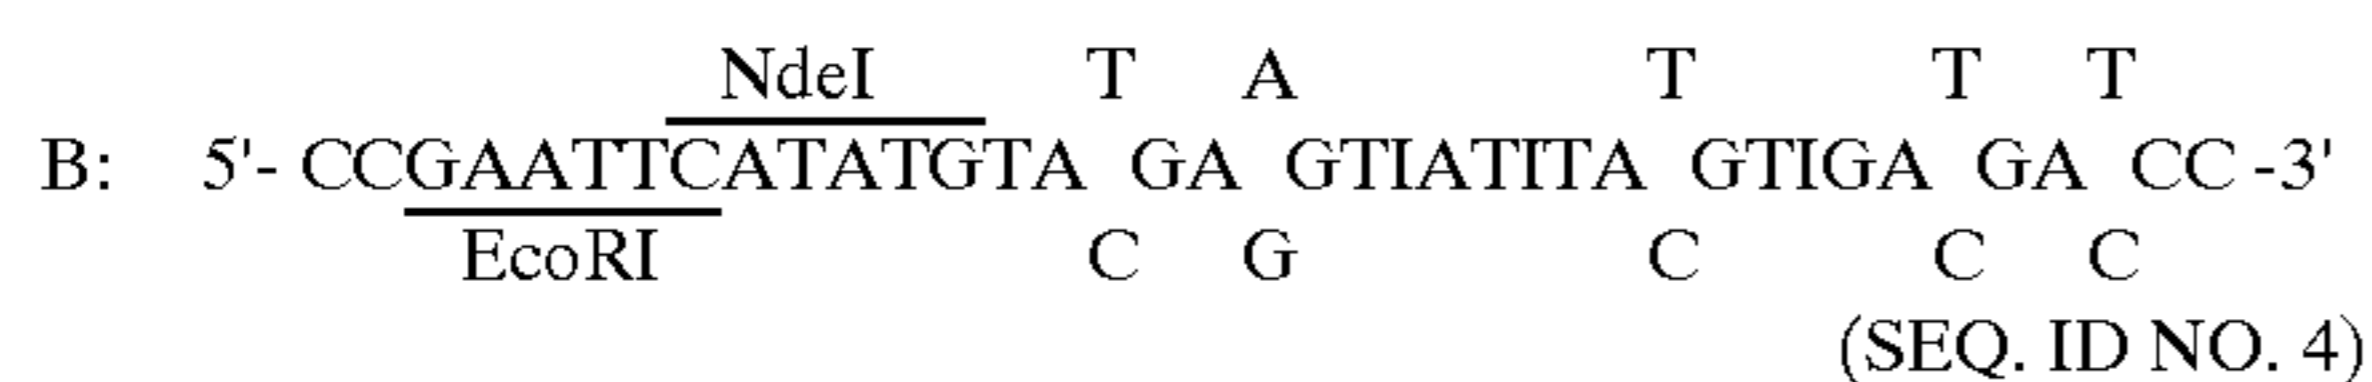 NdeI T A T T T
B: 5'- CCGAATTCATATGTA GA GTIATITA GTIGA GA CC -3'
EcoRI C G C C C
(SEQ. ID NO. 4)